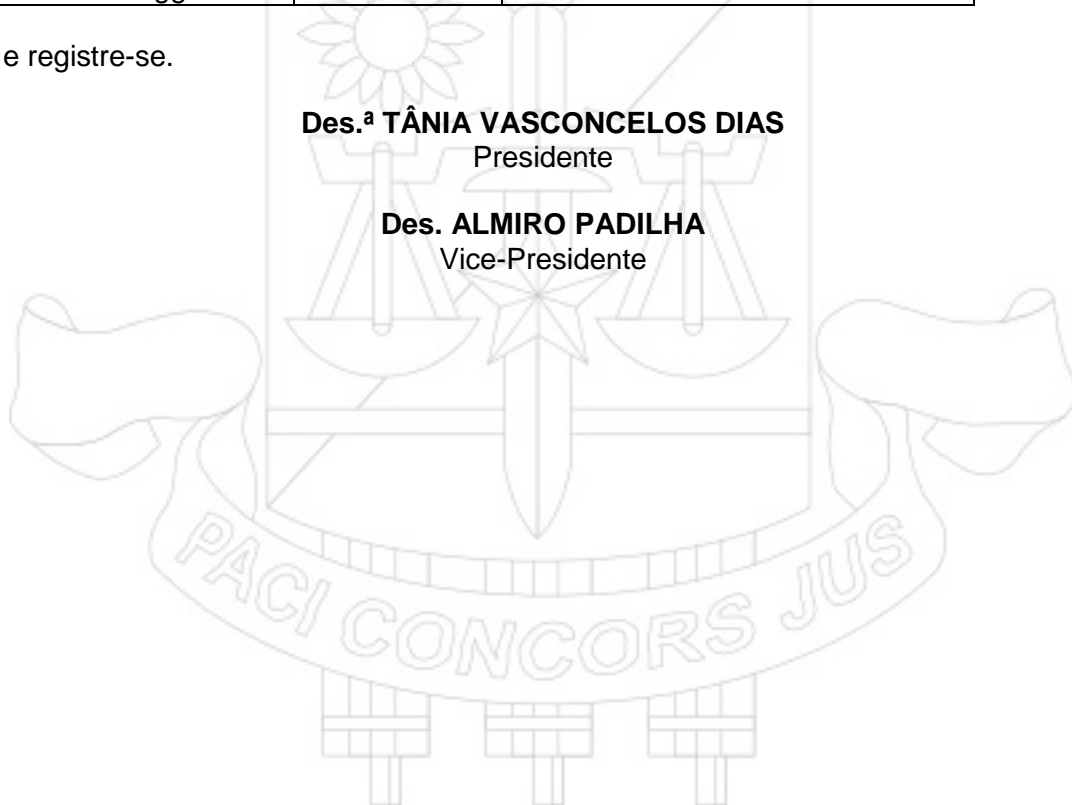 e registre-se.
Des.ª TÂNIA VASCONCELOS DIAS
Presidente
Des. ALMIRO PADILHA
Vice-Presidente
PACI CONCORS JUS